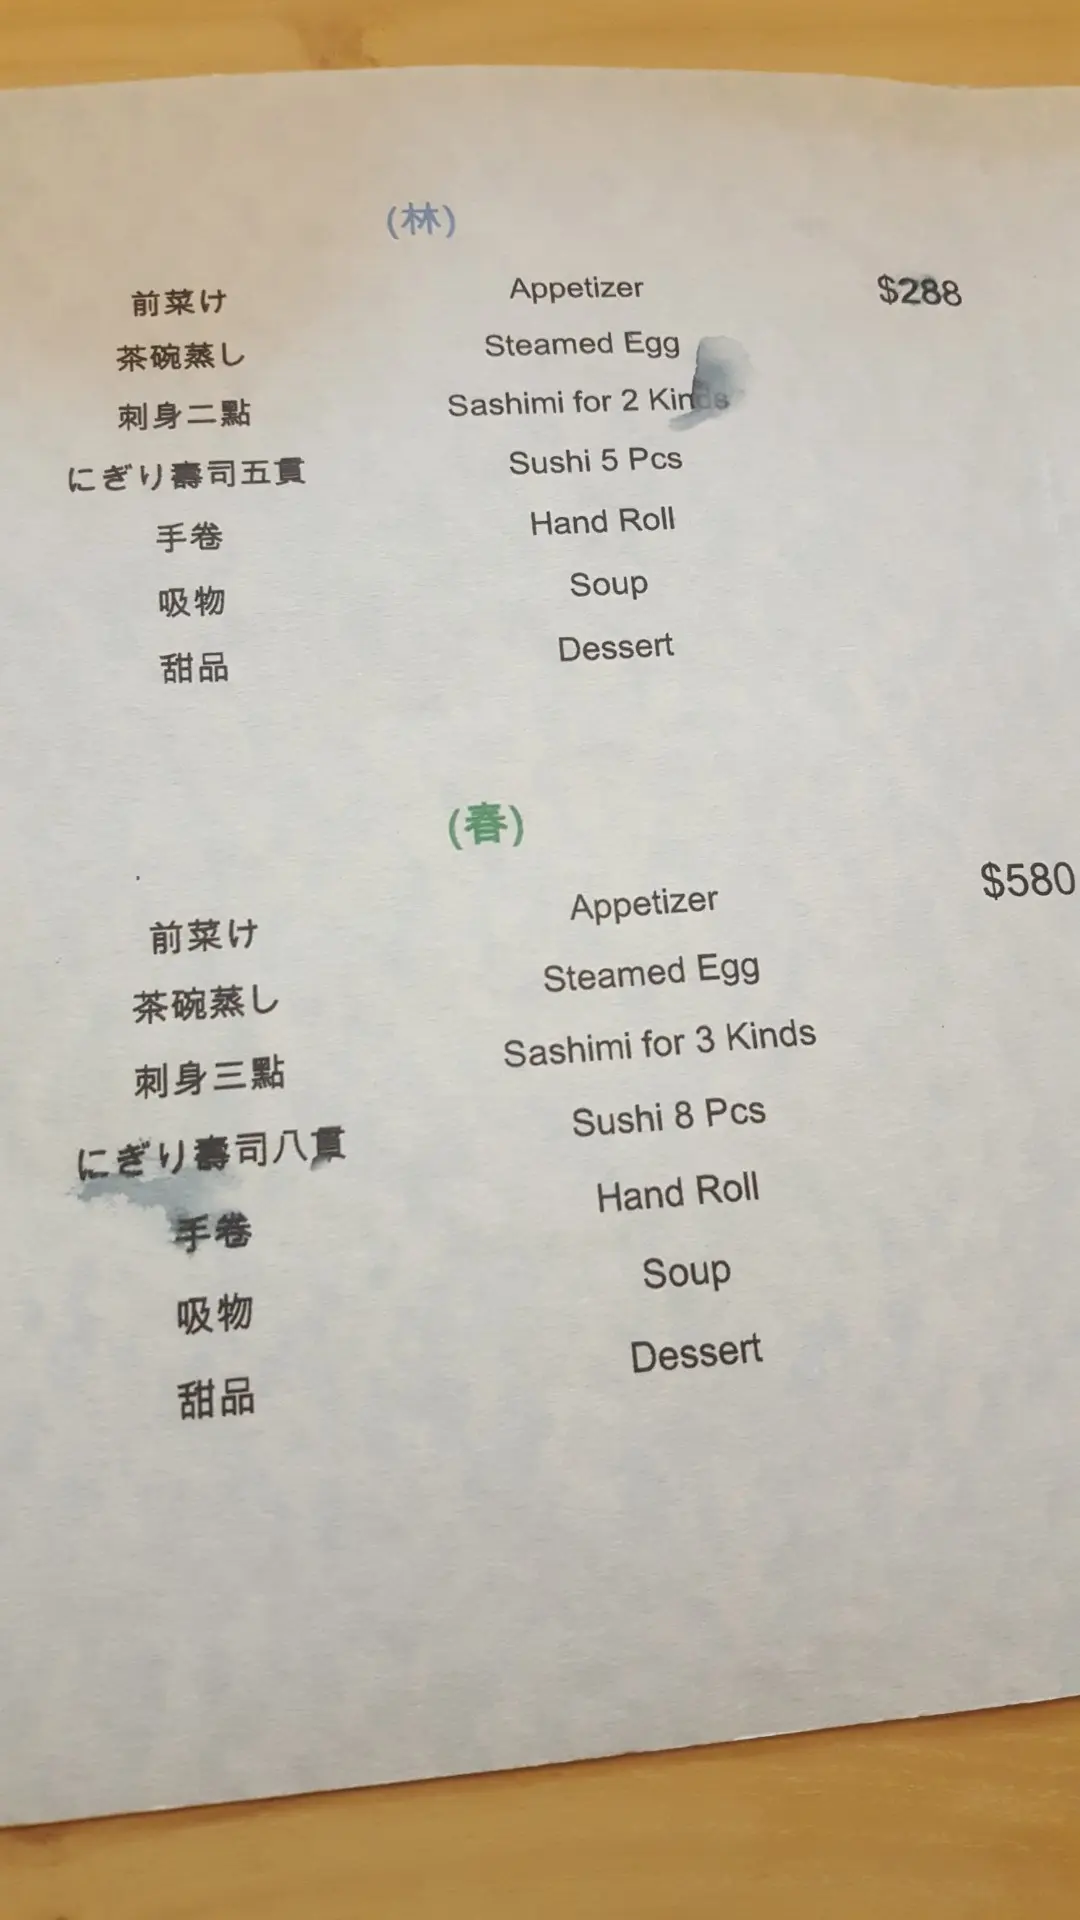 (林)
前菜け Appetizer $288
茶碗蒸し Steamed Egg
刺身二點 Sashimi for 2 Kinds
にぎり壽司五貫 Sushi 5 Pcs
手卷 Hand Roll
吸物 Soup
甜品 Dessert
(春)
前菜け Appetizer $580
茶碗蒸し Steamed Egg
刺身三點 Sashimi for 3 Kinds
にぎり壽司八貫 Sushi 8 Pcs
手卷 Hand Roll
吸物 Soup
甜品 Dessert